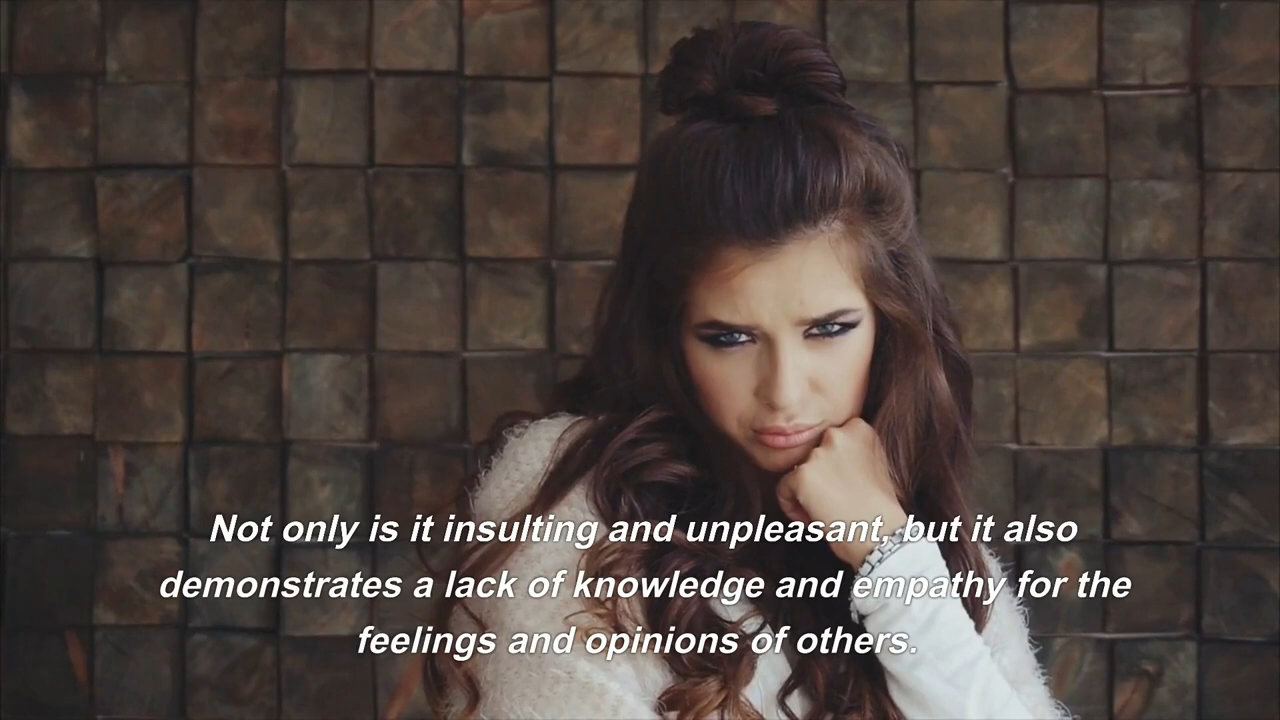 Not only is it insulting and unpleasant, but it also
demonstrates a lack of knowledge and empathy for the
feelings and opinions of others.